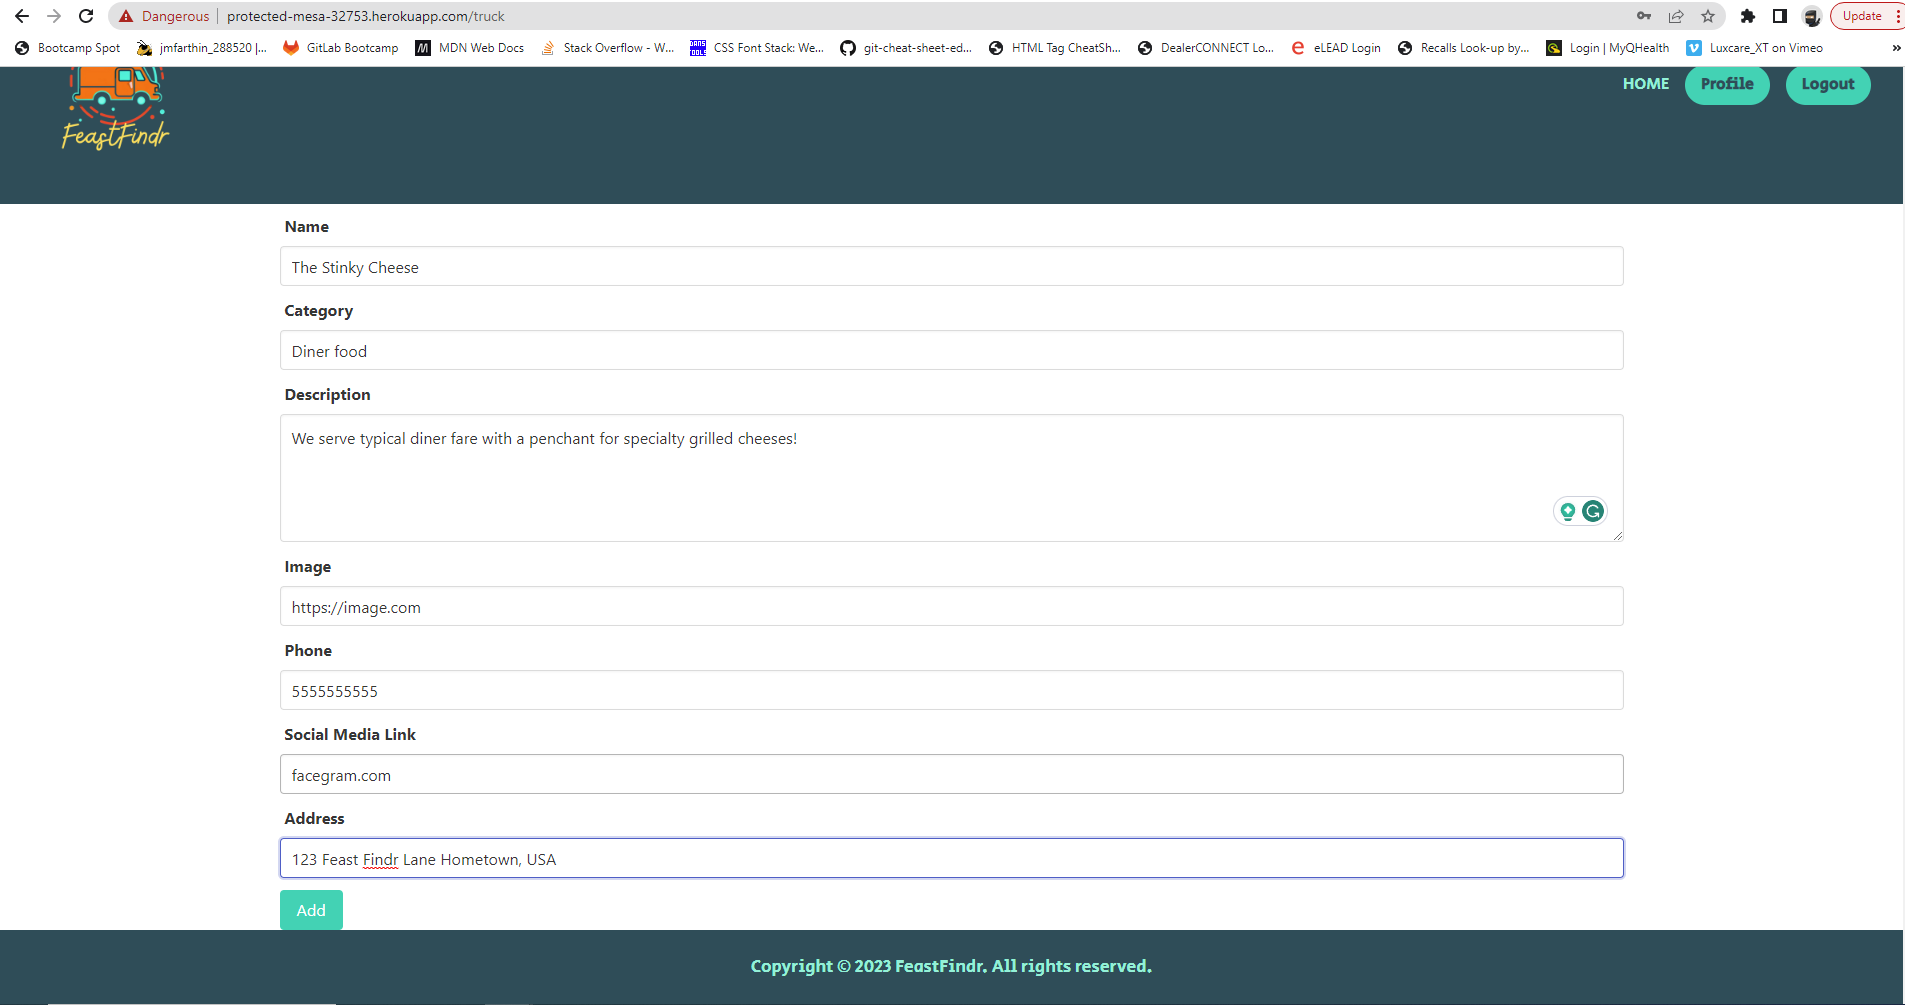 Dangerous | protected-mesa-32753.herokuapp.com/truck Update
Bootcamp Spot jmfarthin_288520 |... GitLab Bootcamp MDN Web Docs Stack Overflow - W... CSS Font Stack: We... git-cheat-sheet-ed... HTML Tag CheatSh... DealerCONNECT Lo... eLEAD Login Recalls Look-up by... Login | MyQHealth Luxcare_XT on Vimeo »
FeastFindr
HOME Profile Logout
Name
The Stinky Cheese
Category
Diner food
Description
We serve typical diner fare with a penchant for specialty grilled cheeses!
Image
https://image.com
Phone
5555555555
Social Media Link
facegram.com
Address
123 Feast Findr Lane Hometown, USA
Add
Copyright © 2023 FeastFindr. All rights reserved.